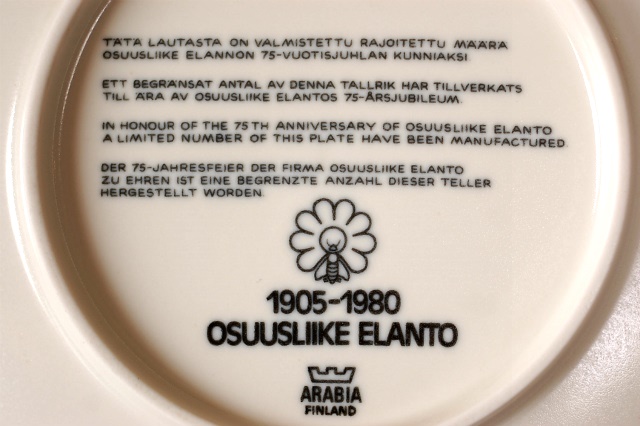 TÄTÄ LAUTASTA ON VALMISTETTU RAJOITETTU MÄÄRÄ
OSUUSLIIKE ELANNON 75-VUOTISJUHLAN KUNNIAKSI.
ETT BEGRÄNSAT ANTAL AV DENNA TALLRIK HAR TILLVERKATS
TILL ÄRA AV OSUUSLIIKE ELANTOS 75-ÅRSJUBILEUM.
IN HONOUR OF THE 75TH ANNIVERSARY OF OSUUSLIIKE ELANTO
A LIMITED NUMBER OF THIS PLATE HAVE BEEN MANUFACTURED.
DER 75-JAHRESFEIER DER FIRMA OSUUSLIIKE ELANTO
ZU EHREN IST EINE BEGRENZTE ANZAHL DIESER TELLER
HERGESTELLT WORDEN.
1905-1980
OSUUSLIIKE ELANTO
ARABIA
FINLAND